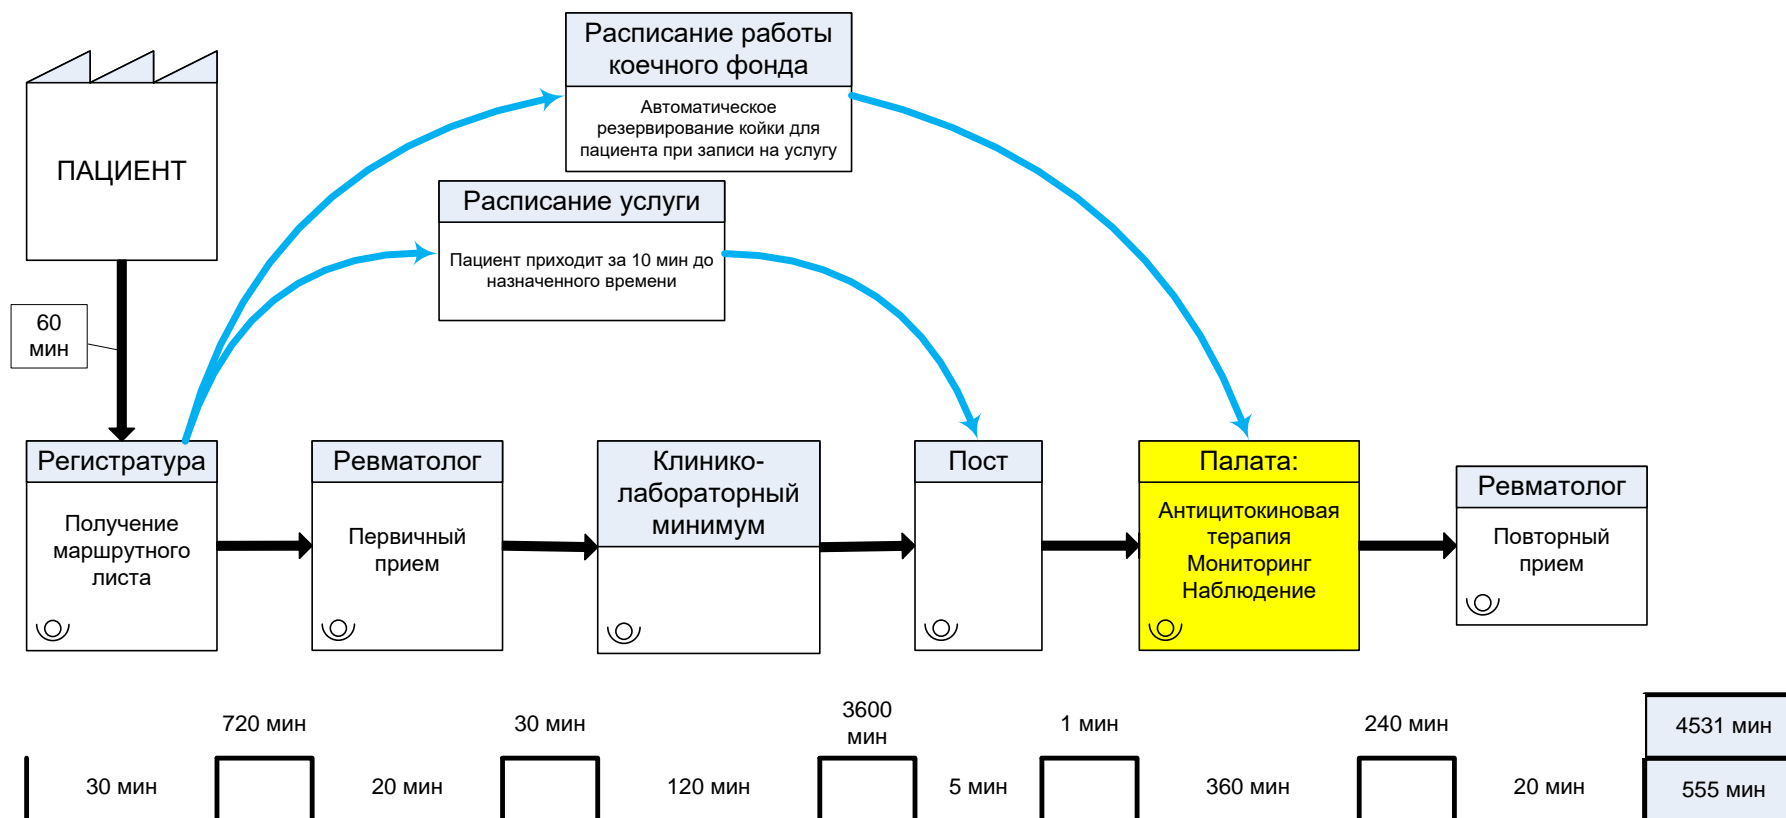 Расписание работы
коечного фонда
Автоматическое
резервирование койки для
пациента при записи на услугу
ПАЦИЕНТ
Расписание услуги
Пациент приходит за 10 мин до
назначенного времени
60
мин
Регистратура
Получение
маршрутного
листа
Ревматолог
Первичный
прием
Клинико-
лабораторный
минимум
Пост
Палата:
Антицитокиновая
терапия
Мониторинг
Наблюдение
Ревматолог
Повторный
прием
720 мин
30 мин
3600
мин
1 мин
240 мин
4531 мин
30 мин
20 мин
120 мин
5 мин
360 мин
20 мин
555 мин